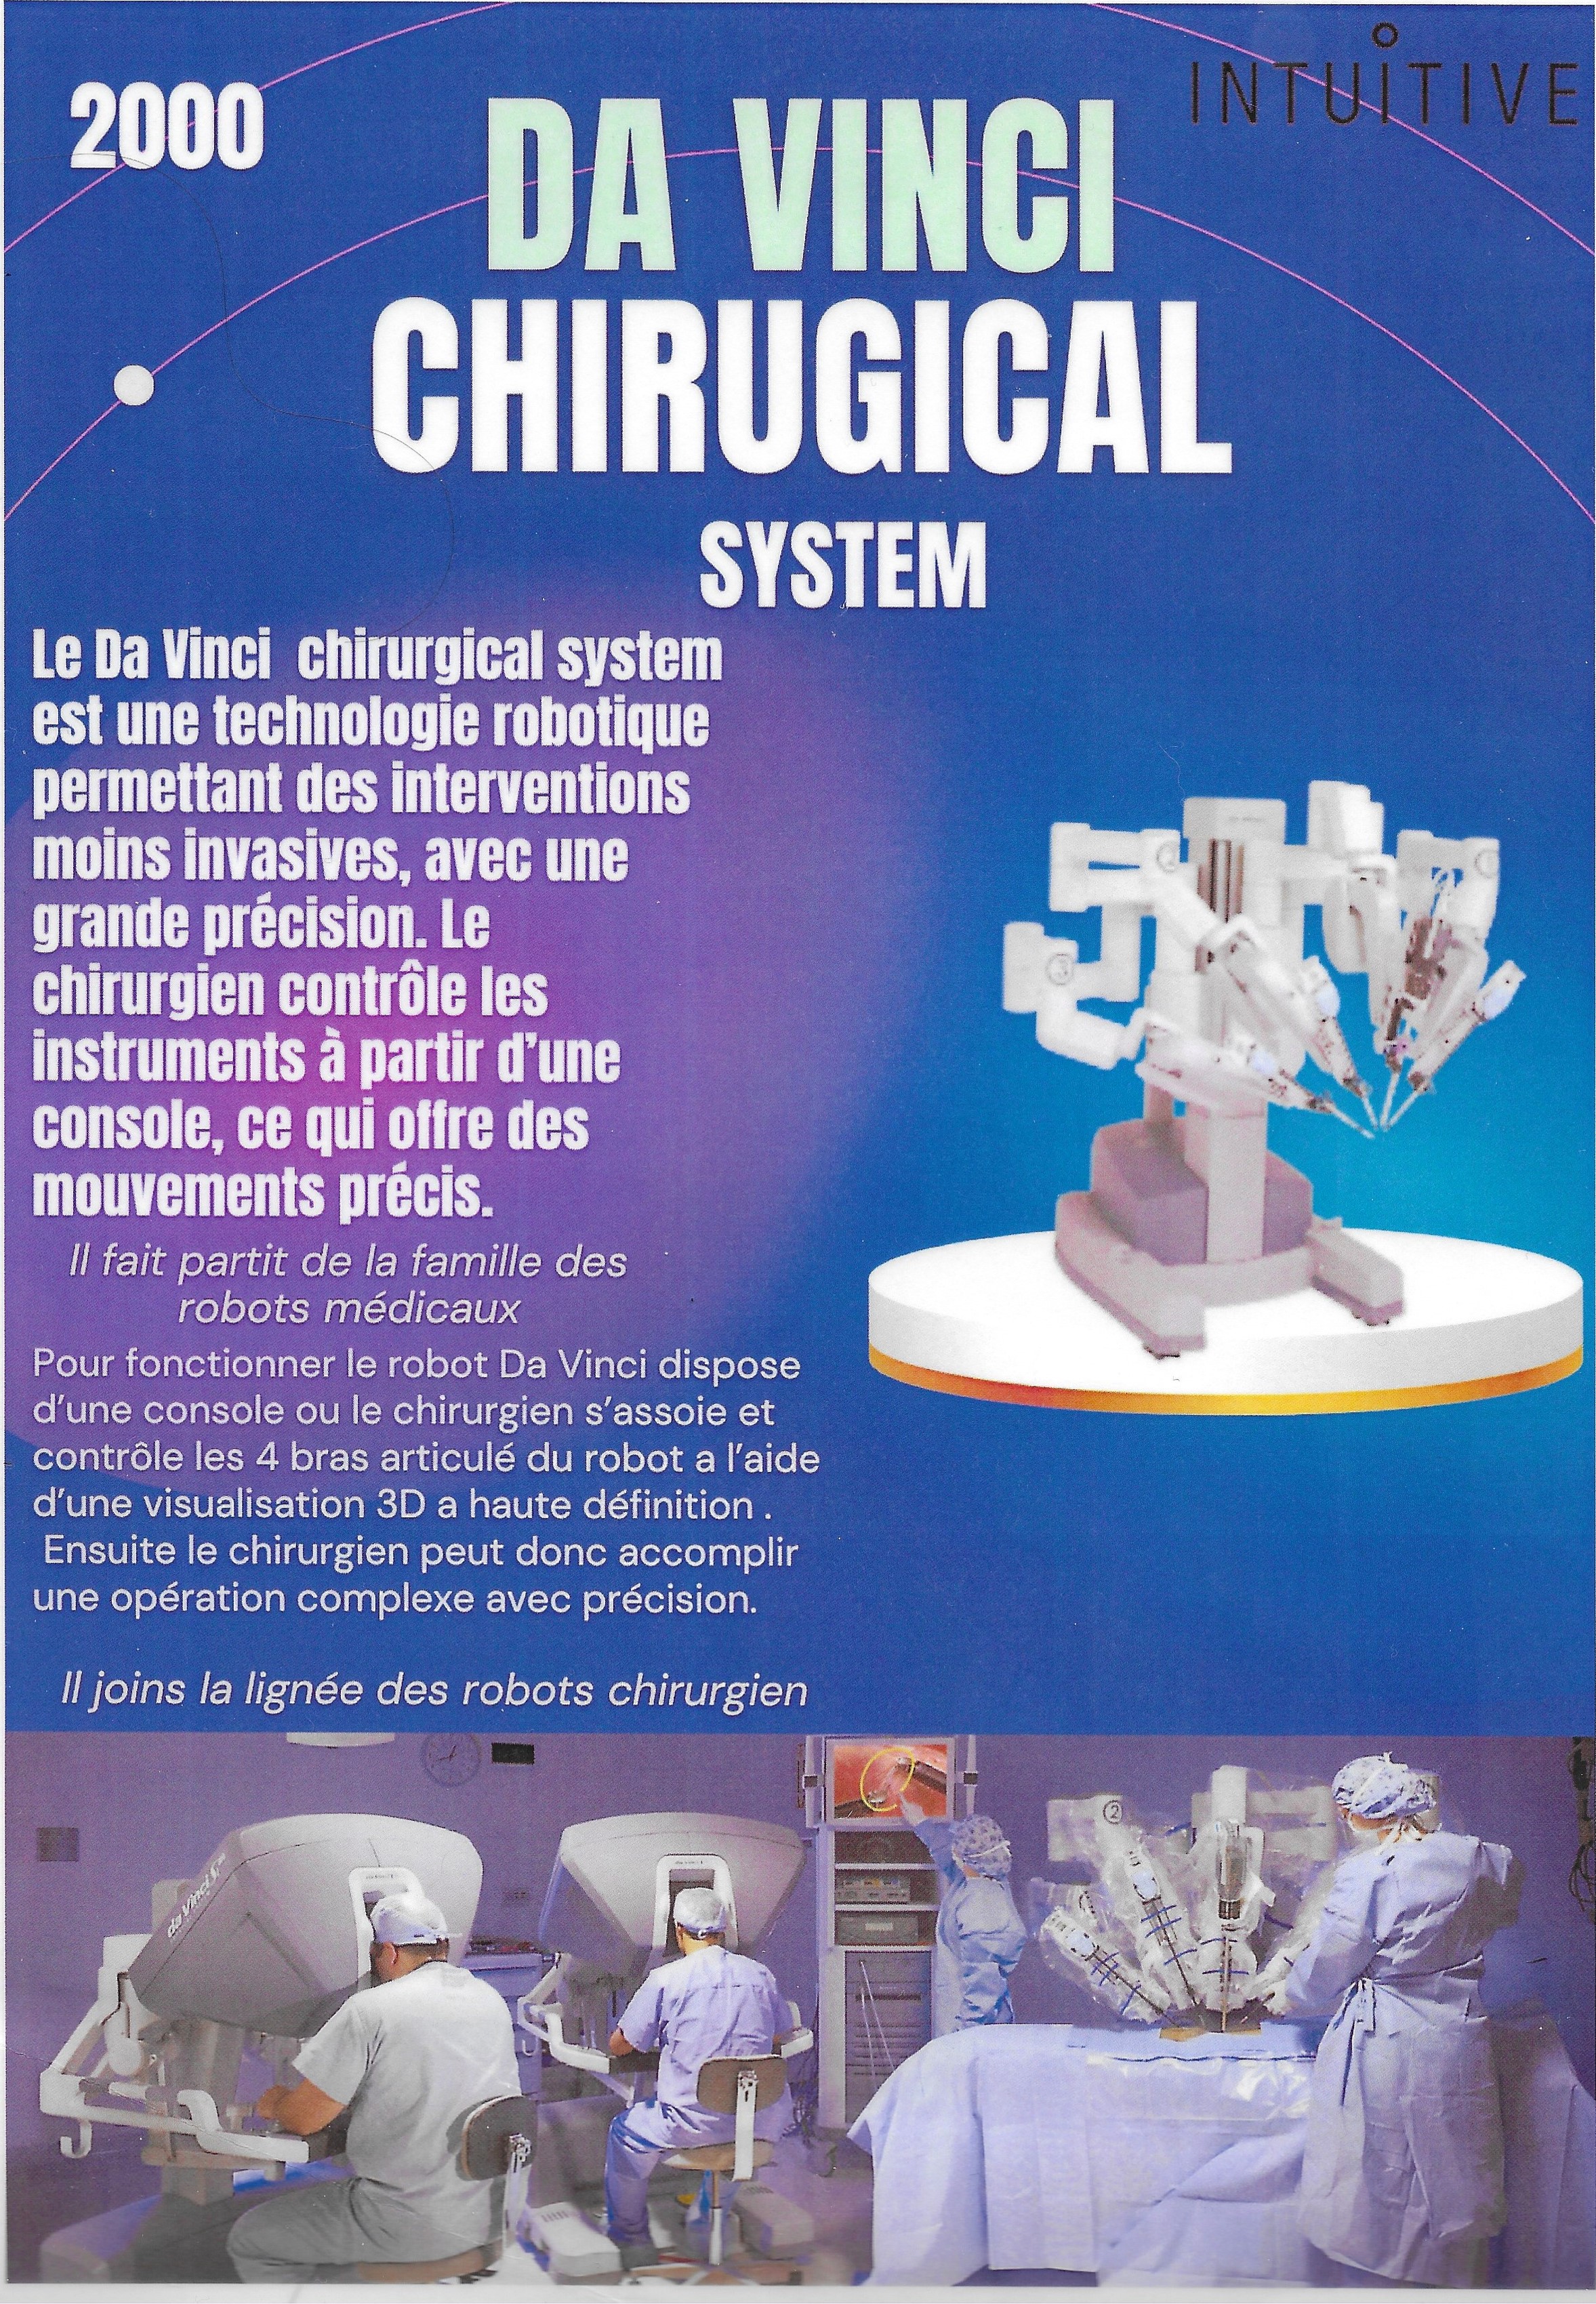 INTUITIVE
2000
DA VINCI
CHIRUGICAL
SYSTEM
Le Da Vinci chirurgical system
est une technologie robotique
permettant des interventions
moins invasives, avec une
grande précision. Le
chirurgien contrôle les
instruments à partir d’une
console, ce qui offre des
mouvements précis.
Il fait partit de la famille des
robots médicaux
Pour fonctionner le robot Da Vinci dispose
d’une console ou le chirurgien s’assoie et
contrôle les 4 bras articulé du robot a l’aide
d’une visualisation 3D a haute définition .
Ensuite le chirurgien peut donc accomplir
une opération complexe avec précision.
Il joins la lignée des robots chirurgien
2
1
3
da Vinci
2